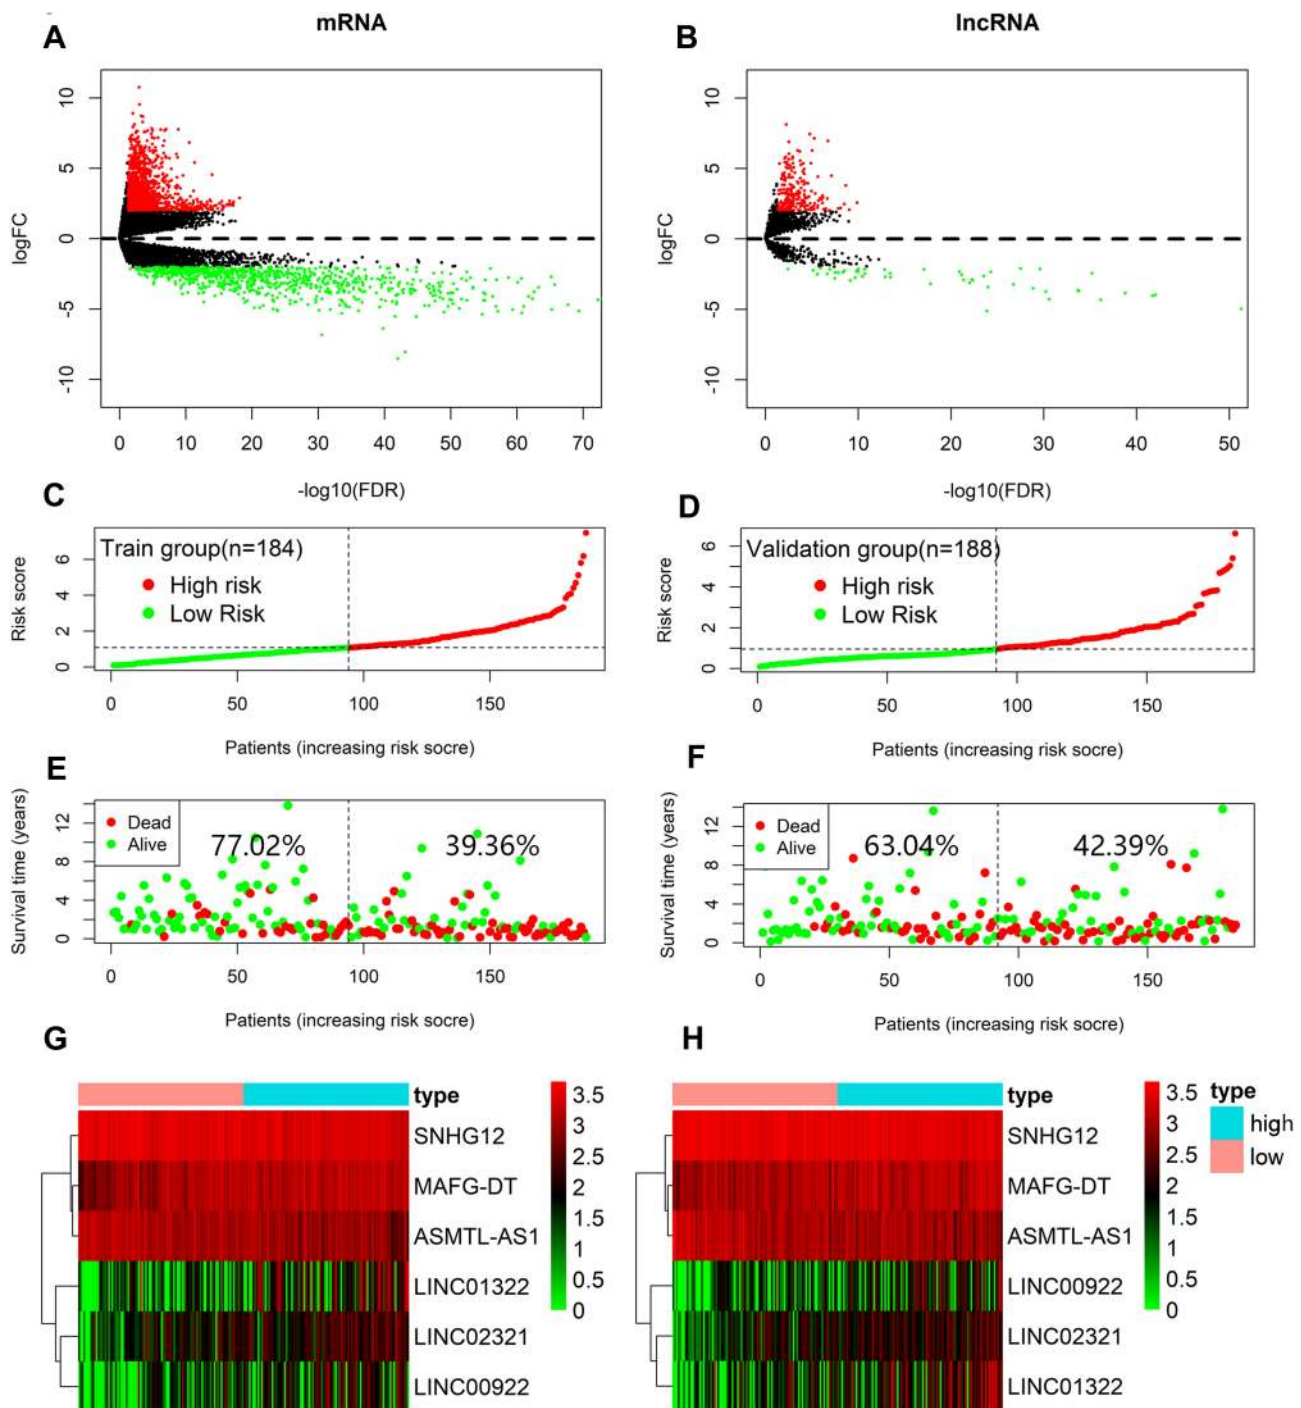 A
mRNA
B
lncRNA
10
5
0
-5
-10
logFC
0 10 20 30 40 50 60 70
-log10(FDR)
10
5
0
-5
-10
logFC
0 10 20 30 40 50
-log10(FDR)
C
Risk score
6
4
2
0
Train group(n=184)
High risk
Low Risk
0 50 100 150
Patients (increasing risk socre)
D
Risk score
6
4
2
0
Validation group(n=188)
High risk
Low Risk
0 50 100 150
Patients (increasing risk socre)
E
Survival time (years)
12
8
6
4
2
0
Dead
Alive
77.02%
39.36%
0 50 100 150
Patients (increasing risk socre)
F
Survival time (years)
12
8
6
4
2
0
Dead
Alive
63.04%
42.39%
0 50 100 150
Patients (increasing risk socre)
G
type
SNHG12
MAFG-DT
ASMTL-AS1
LINC01322
LINC02321
LINC00922
3.5
3
2.5
2
1.5
1
0.5
0
H
type
SNHG12
MAFG-DT
ASMTL-AS1
LINC00922
LINC02321
LINC01322
3.5
3
2.5
2
1.5
1
0.5
0
type
high
low